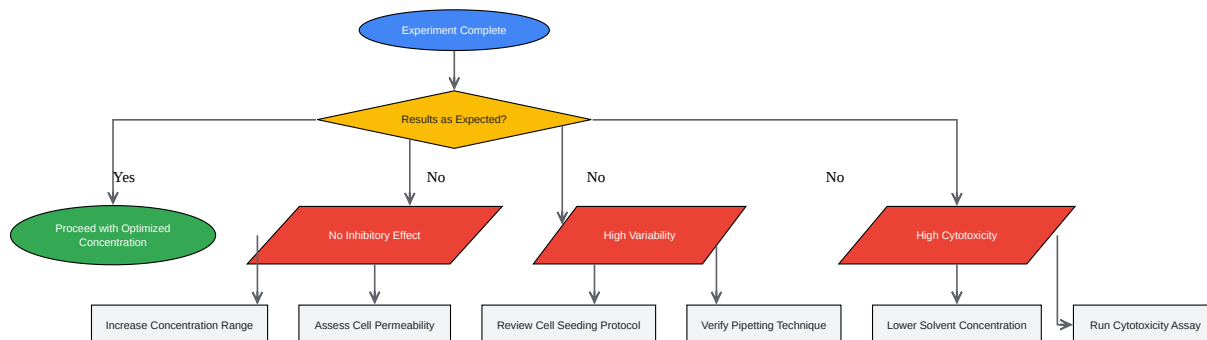 Experiment Complete
Results as Expected?
Yes
No
No
No
Proceed with Optimized
Concentration
No Inhibitory Effect
High Variability
High Cytotoxicity
Increase Concentration Range
Assess Cell Permeability
Review Cell Seeding Protocol
Verify Pipetting Technique
Lower Solvent Concentration
Run Cytotoxicity Assay